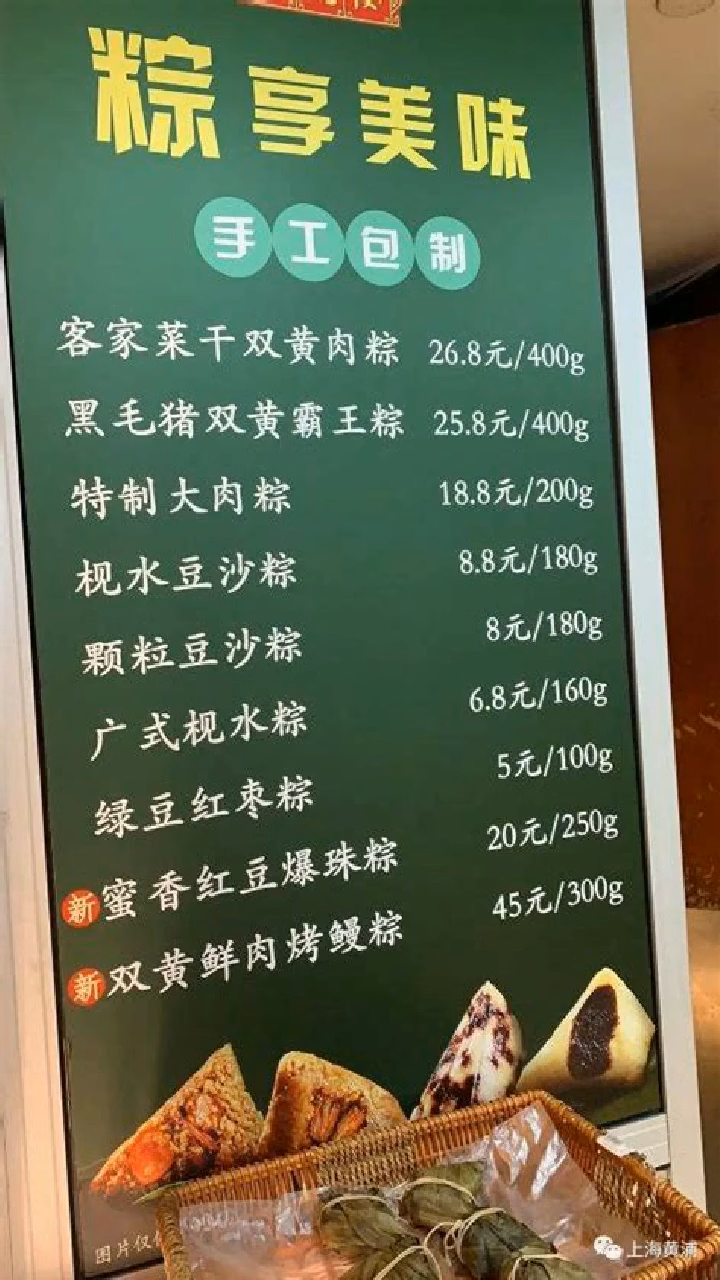 粽享美味
手工包制
客家菜干双黄肉粽 26.8元/400g
黑毛猪双黄霸王粽 25.8元/400g
特制大肉粽 18.8元/200g
枧水豆沙粽 8.8元/180g
颗粒豆沙粽 8元/180g
广式枧水粽 6.8元/160g
绿豆红枣粽 5元/100g
新 蜜香红豆爆珠粽 20元/250g
新 双黄鲜肉烤鳗粽 45元/300g
图片仅
上海黄浦